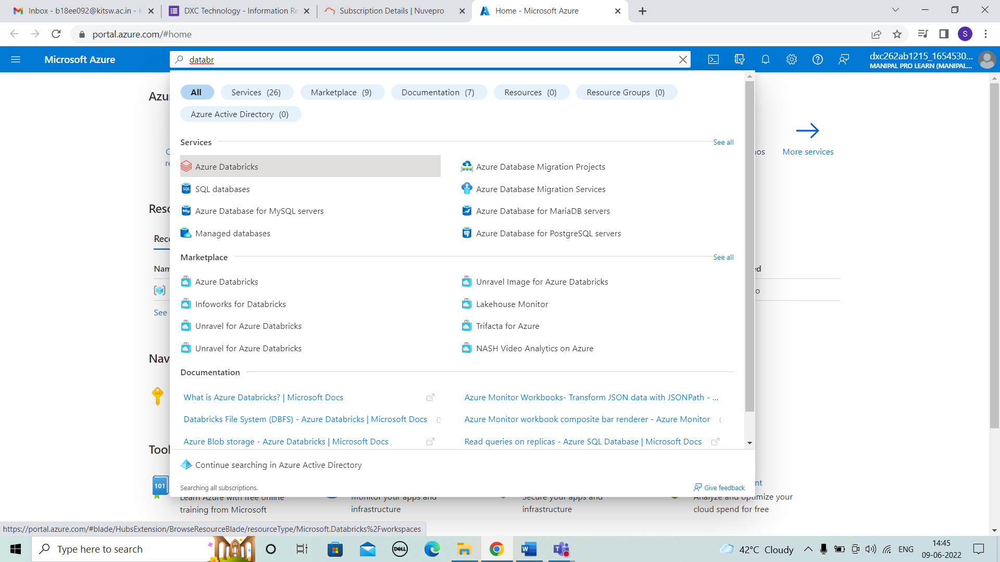 Inbox - b18ee092@kitsw.ac.in - K
DXC Technology - Information Re
Subscription Details | Nuvepro
Home - Microsoft Azure
portal.azure.com/#home
S
Microsoft Azure
databr
dxc262ab1215_1654530...
MANIPAL PRO LEARN (MANIPAL...
All
Services (26)
Marketplace (9)
Documentation (7)
Resources (0)
Resource Groups (0)
Azure Active Directory (0)
Azu
More services
Services
See all
Azure Databricks
Azure Database Migration Projects
SQL databases
Azure Database Migration Services
Azure Database for MySQL servers
Azure Database for MariaDB servers
Managed databases
Azure Database for PostgreSQL servers
Reso
Rece
Nam
See
Marketplace
See all
Azure Databricks
Unravel Image for Azure Databricks
Infoworks for Databricks
Lakehouse Monitor
Unravel for Azure Databricks
Trifacta for Azure
Unravel for Azure Databricks
NASH Video Analytics on Azure
Nav
Documentation
What is Azure Databricks? | Microsoft Docs
Azure Monitor Workbooks- Transform JSON data with JSONPath - ...
Databricks File System (DBFS) - Azure Databricks | Microsoft Docs
Azure Monitor workbook composite bar renderer - Azure Monitor
Azure Blob storage - Azure Databricks | Microsoft Docs
Read queries on replicas - Azure SQL Database | Microsoft Docs
Tool
Continue searching in Azure Active Directory
Searching all subscriptions.
Give feedback
101
Learn Azure with free online
training from Microsoft
Monitor your apps and
infrastructure
Secure your apps and
infrastructure
Analyze and optimize your
cloud spend for free
https://portal.azure.com/#blade/HubsExtension/BrowseResourceBlade/resourceType/Microsoft.Databricks%2Fworkspaces
Type here to search
DELL
42°C Cloudy
ENG
14:45
09-06-2022